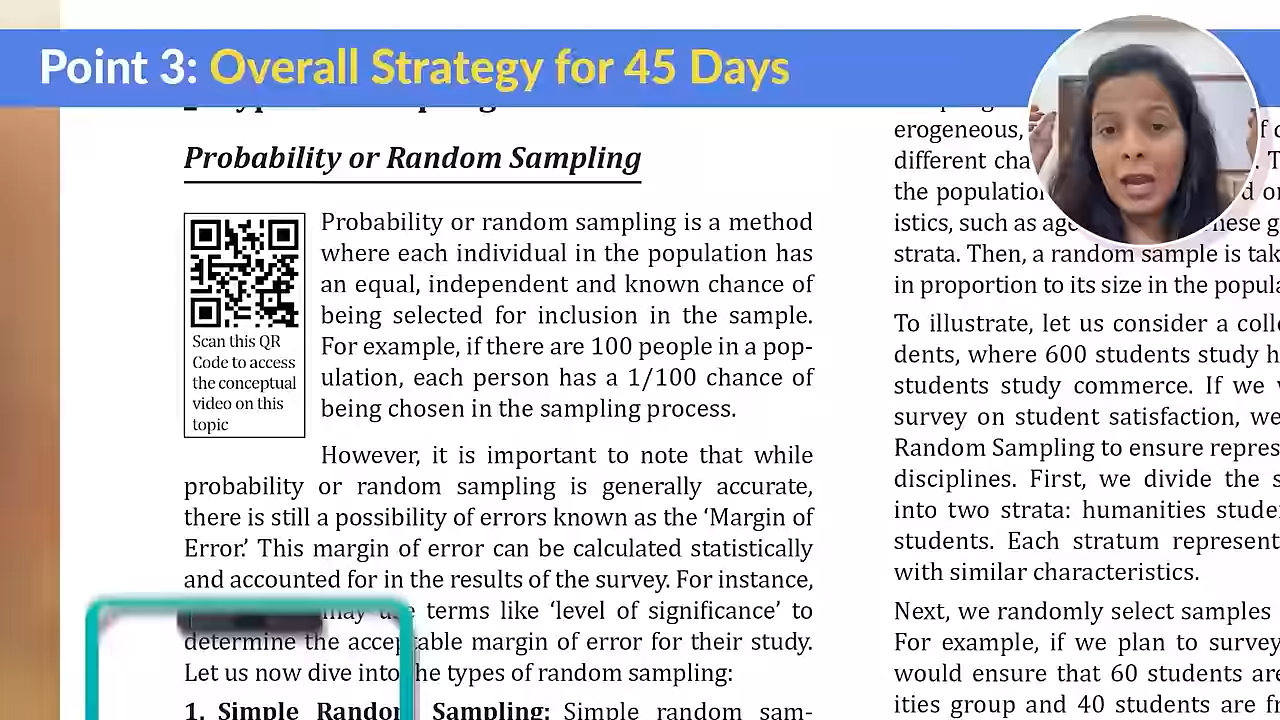 Point 3: Overall Strategy for 45 Days
Probability or Random Sampling
Scan this QR
Code to access
the conceptual
video on this
topic
Probability or random sampling is a method
where each individual in the population has
an equal, independent and known chance of
being selected for inclusion in the sample.
For example, if there are 100 people in a pop-
ulation, each person has a 1/100 chance of
being chosen in the sampling process.
However, it is important to note that while
probability or random sampling is generally accurate,
there is still a possibility of errors known as the ‘Margin of
Error.’ This margin of error can be calculated statistically
and accounted for in the results of the survey. For instance,
may use terms like ‘level of significance’ to
determine the acceptable margin of error for their study.
Let us now dive into the types of random sampling:
1. Simple Random Sampling: Simple random sam-
erogeneous,
different
the population
istics, such as age
strata. Then, a random sample is
in proportion to its size in the
To illustrate, let us consider a
dents, where 600 students study
students study commerce. If we
survey on student satisfaction, we
Random Sampling to ensure
disciplines. First, we divide the
into two strata: humanities
students. Each stratum
with similar characteristics.
Next, we randomly select samples
For example, if we plan to survey
would ensure that 60 students are
ities group and 40 students are